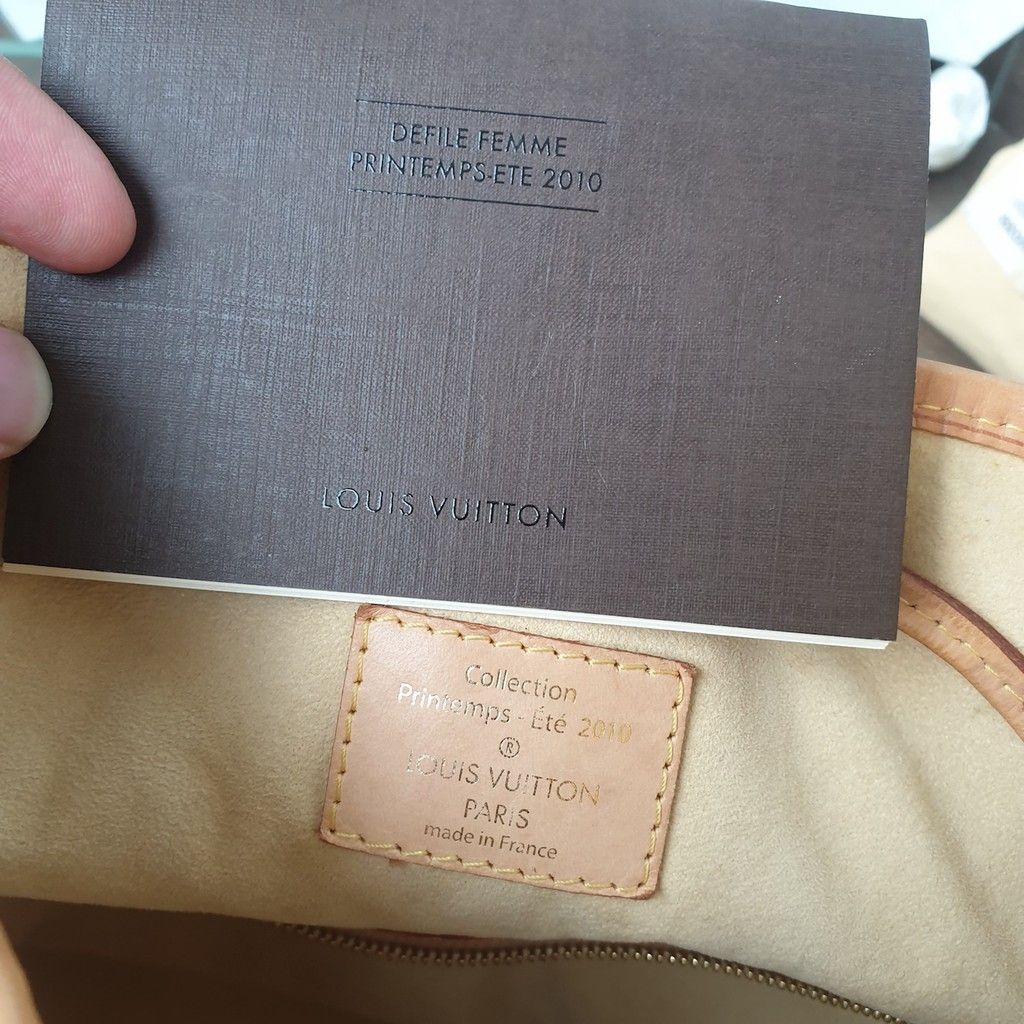 DEFILE FEMME
PRINTEMPS-ETE 2010
LOUIS VUITTON
Collection
Printemps - Été 2010
®
LOUIS VUITTON
PARIS
made in France